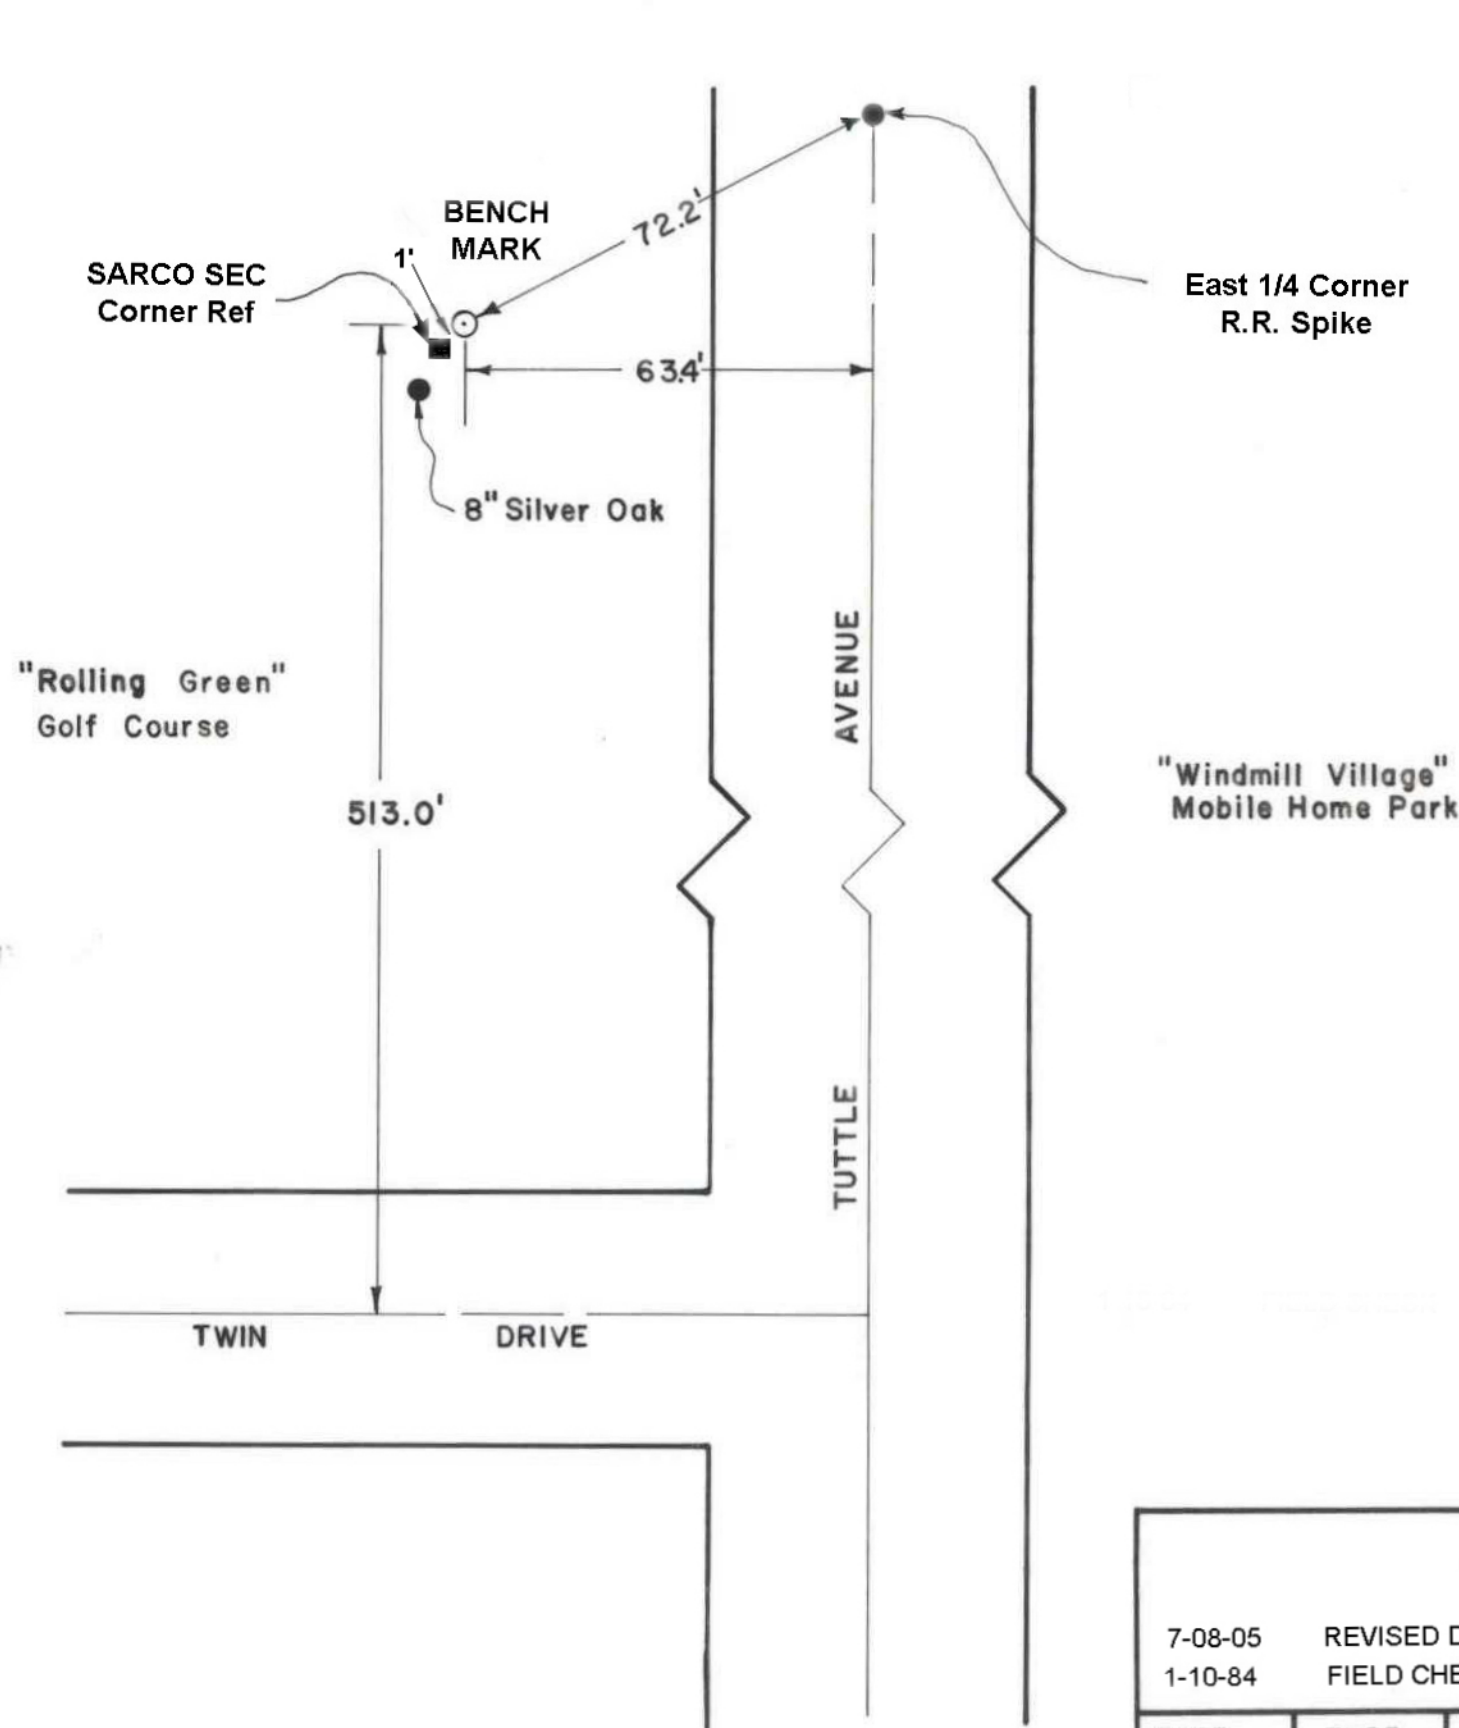 BENCH
MARK
72.2'
1'
SARCO SEC
Corner Ref
East 1/4 Corner
R.R. Spike
63.4'
8" Silver Oak
"Rolling Green"
Golf Course
AVENUE
"Windmill Village"
Mobile Home Park
513.0'
TUTTLE
TWIN DRIVE
7-08-05 REVISED D
1-10-84 FIELD CHE